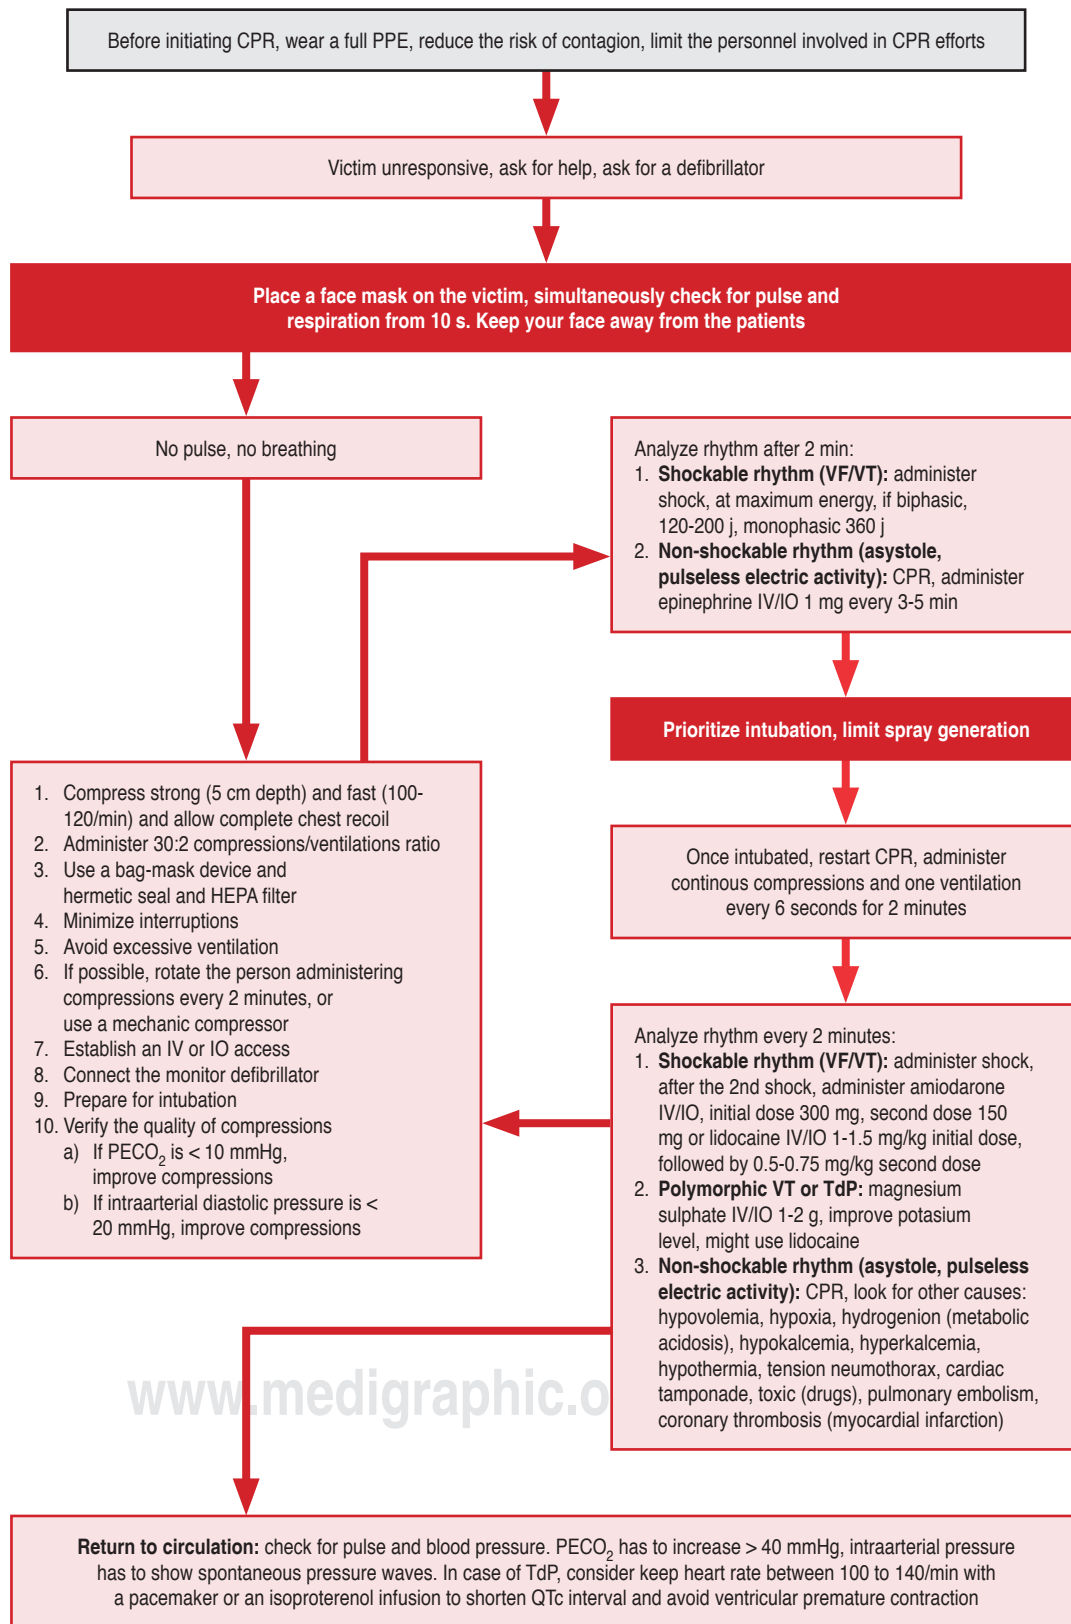 Before initiating CPR, wear a full PPE, reduce the risk of contagion, limit the personnel involved in CPR efforts
Victim unresponsive, ask for help, ask for a defibrillator
Place a face mask on the victim, simultaneously check for pulse and
respiration from 10 s. Keep your face away from the patients
No pulse, no breathing
1. Compress strong (5 cm depth) and fast (100-
120/min) and allow complete chest recoil
2. Administer 30:2 compressions/ventilations ratio
3. Use a bag-mask device and
hermetic seal and HEPA filter
4. Minimize interruptions
5. Avoid excessive ventilation
6. If possible, rotate the person administering
compressions every 2 minutes, or
use a mechanic compressor
7. Establish an IV or IO access
8. Connect the monitor defibrillator
9. Prepare for intubation
10. Verify the quality of compressions
a) If PECO2 is < 10 mmHg,
improve compressions
b) If intraarterial diastolic pressure is <
20 mmHg, improve compressions
Analyze rhythm after 2 min:
1. Shockable rhythm (VF/VT): administer
shock, at maximum energy, if biphasic,
120-200 j, monophasic 360 j
2. Non-shockable rhythm (asystole,
pulseless electric activity): CPR, administer
epinephrine IV/IO 1 mg every 3-5 min
Prioritize intubation, limit spray generation
Once intubated, restart CPR, administer
continous compressions and one ventilation
every 6 seconds for 2 minutes
Analyze rhythm every 2 minutes:
1. Shockable rhythm (VF/VT): administer shock,
after the 2nd shock, administer amiodarone
IV/IO, initial dose 300 mg, second dose 150
mg or lidocaine IV/IO 1-1.5 mg/kg initial dose,
followed by 0.5-0.75 mg/kg second dose
2. Polymorphic VT or TdP: magnesium
sulphate IV/IO 1-2 g, improve potasium
level, might use lidocaine
3. Non-shockable rhythm (asystole, pulseless
electric activity): CPR, look for other causes:
hypovolemia, hypoxia, hydrogenion (metabolic
acidosis), hypokalcemia, hyperkalcemia,
hypothermia, tension neumothorax, cardiac
tamponade, toxic (drugs), pulmonary embolism,
coronary thrombosis (myocardial infarction)
www.medigraphic.o
Return to circulation: check for pulse and blood pressure. PECO2 has to increase > 40 mmHg, intraarterial pressure
has to show spontaneous pressure waves. In case of TdP, consider keep heart rate between 100 to 140/min with
a pacemaker or an isoproterenol infusion to shorten QTc interval and avoid ventricular premature contraction